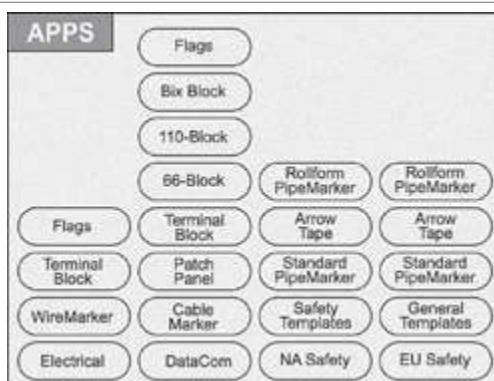 APPS
Flags
Bix Block
110-Block
66-Block
Rollform
PipeMarker
Rollform
PipeMarker
Flags
Terminal
Block
Arrow
Tape
Arrow
Tape
Terminal
Block
Patch
Panel
Standard
PipeMarker
Standard
PipeMarker
WireMarker
Cable
Marker
Safety
Templates
General
Templates
Electrical
DataCom
NA Safety
EU Safety